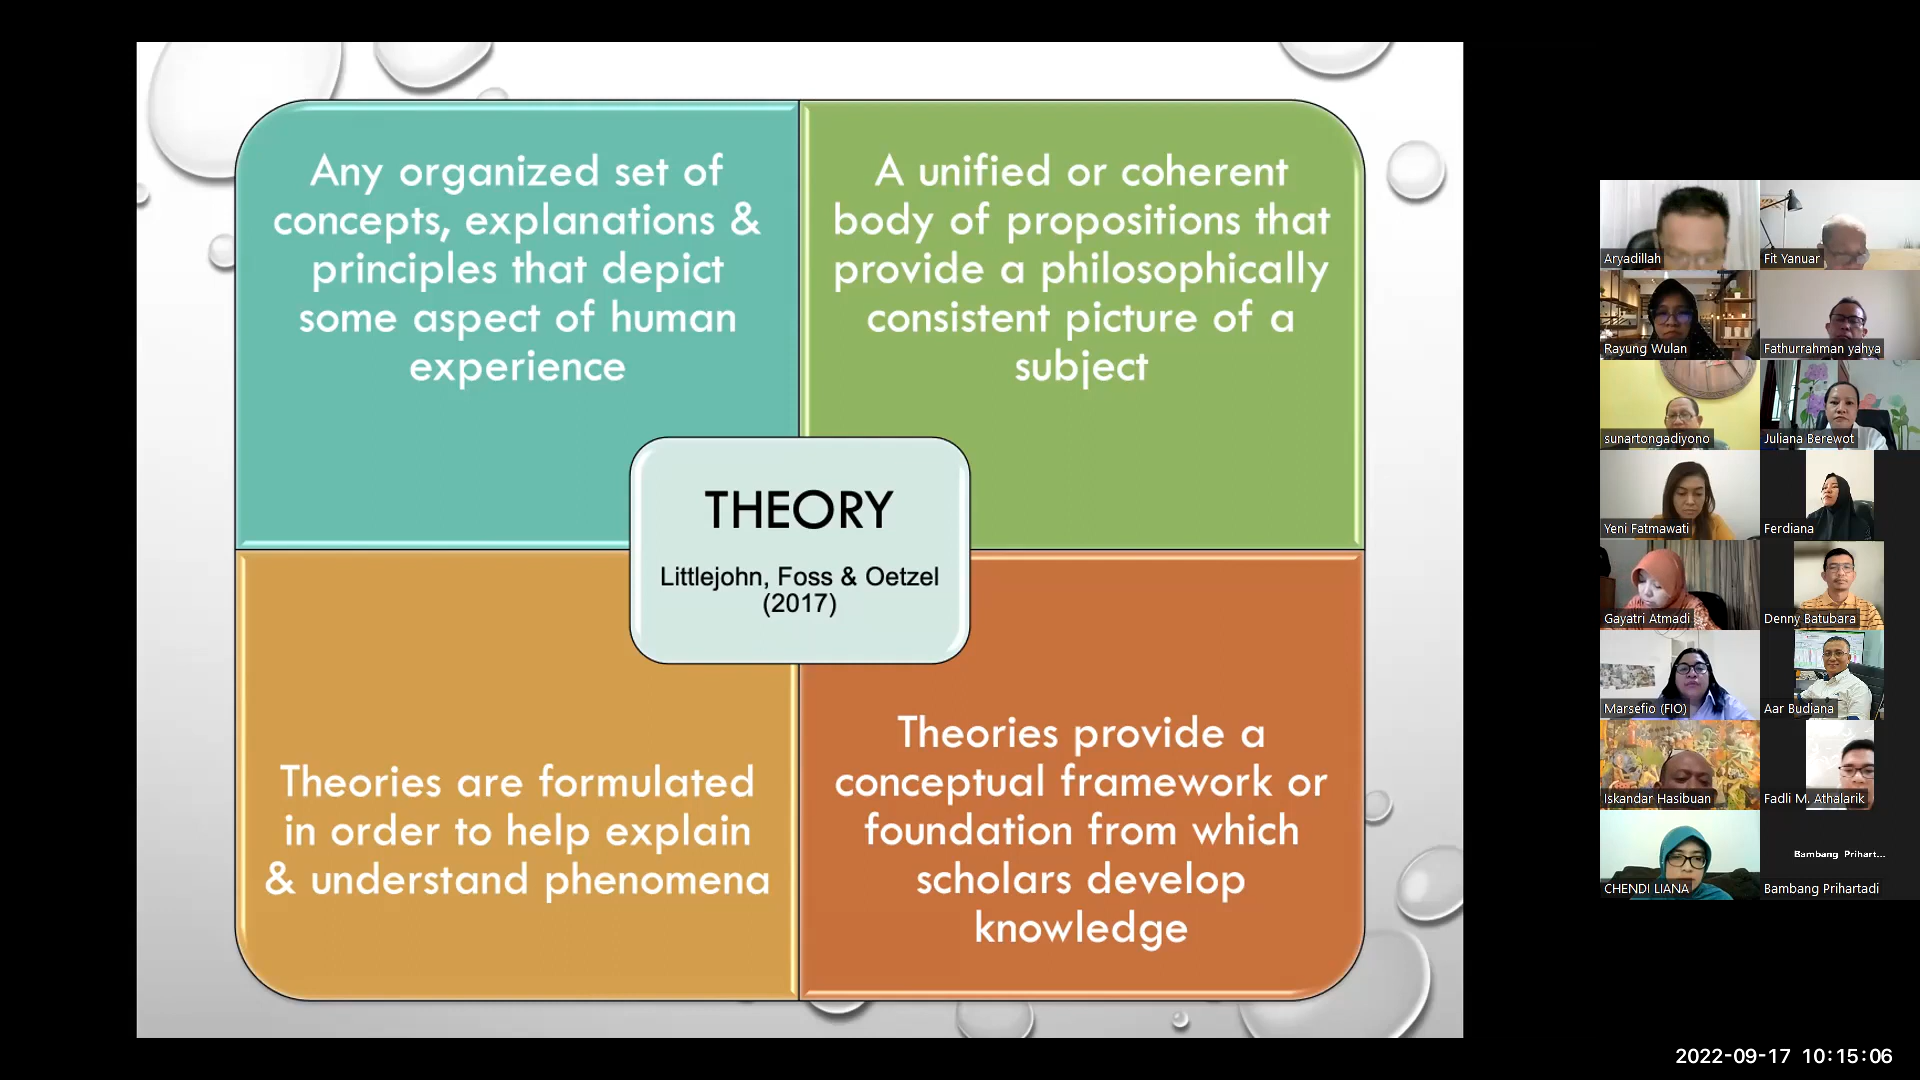 Any organized set of
concepts, explanations &
principles that depict
some aspect of human
experience
A unified or coherent
body of propositions that
provide a philosophically
consistent picture of a
subject
THEORY
Littlejohn, Foss & Oetzel
(2017)
Theories are formulated
in order to help explain
& understand phenomena
Theories provide a
conceptual framework or
foundation from which
scholars develop
knowledge
Aryadillah
Fit Yanuar
Rayung Wulan
Fathurrahman yahya
sunartongadiyono
Juliana Berewot
Yeni Fatmawati
Ferdiana
Gayatri Atmadi
Denny Batubara
Marsefio (FIO)
Aar Budiana
Iskandar Hasibuan
Fadli M. Athalarik
CHENDI LIANA
Bambang Prihart...
Bambang Prihartadi
2022-09-17 10:15:06